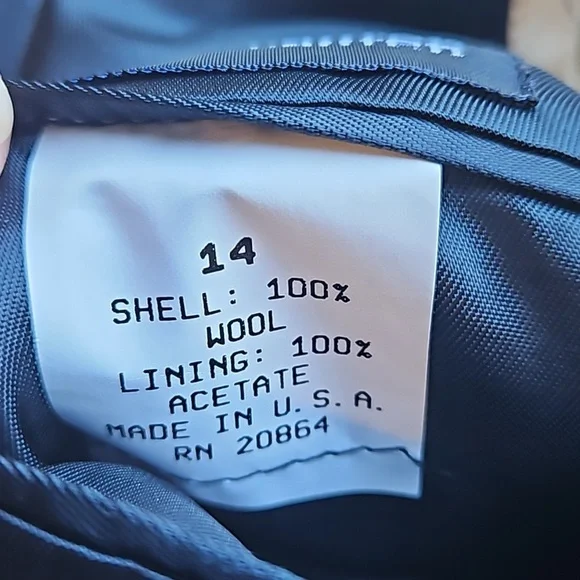 14
SHELL: 100%
WOOL
LINING: 100%
ACETATE
MADE IN U.S.A.
RN 20864